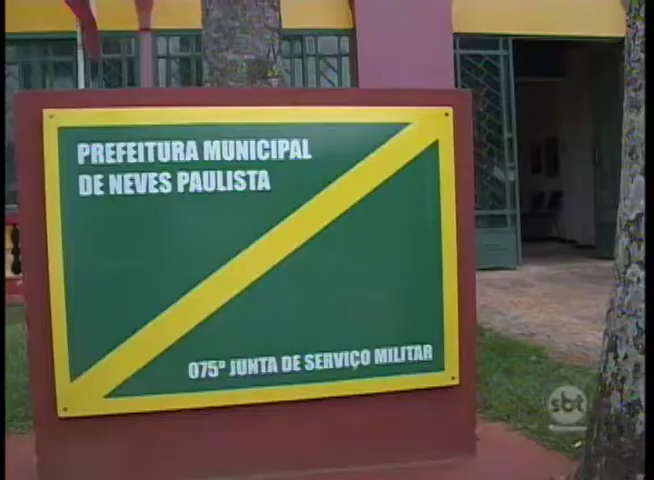 PREFEITURA MUNICIPAL
DE NEVES PAULISTA
075º JUNTA DE SERVIÇO MILITAR
sbt